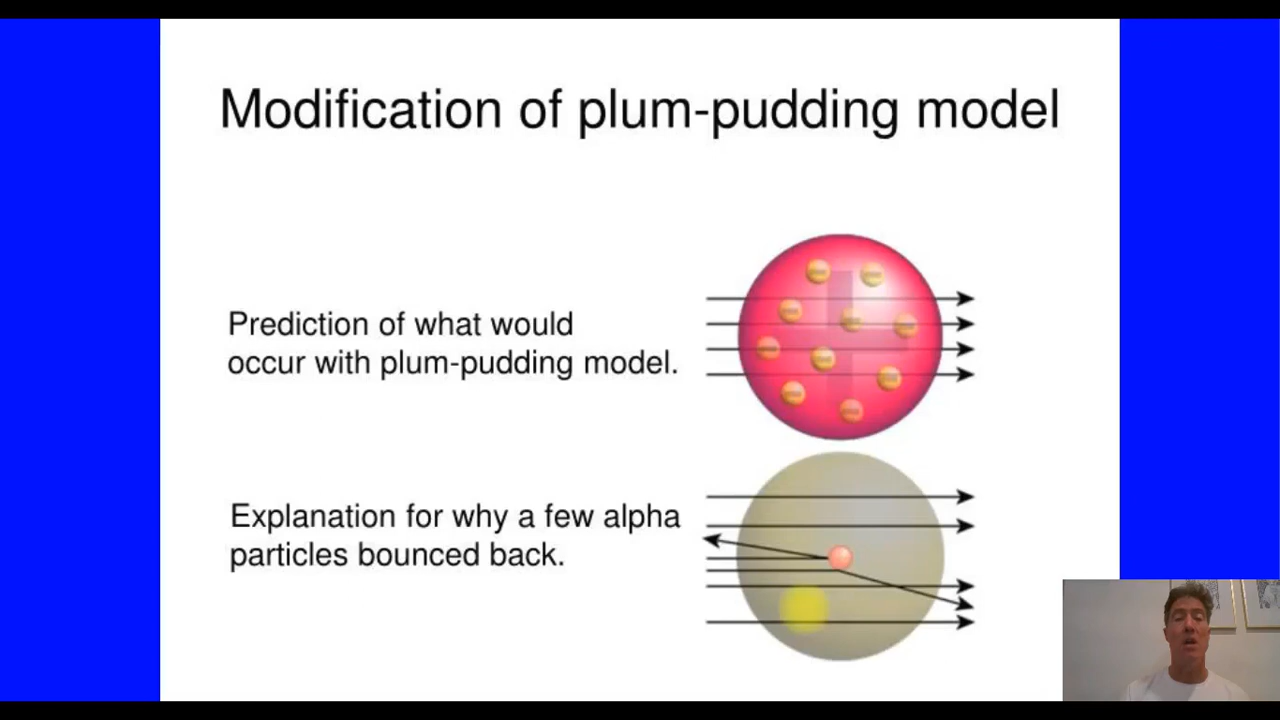 Modification of plum-pudding model
Prediction of what would
occur with plum-pudding model.
Explanation for why a few alpha
particles bounced back.